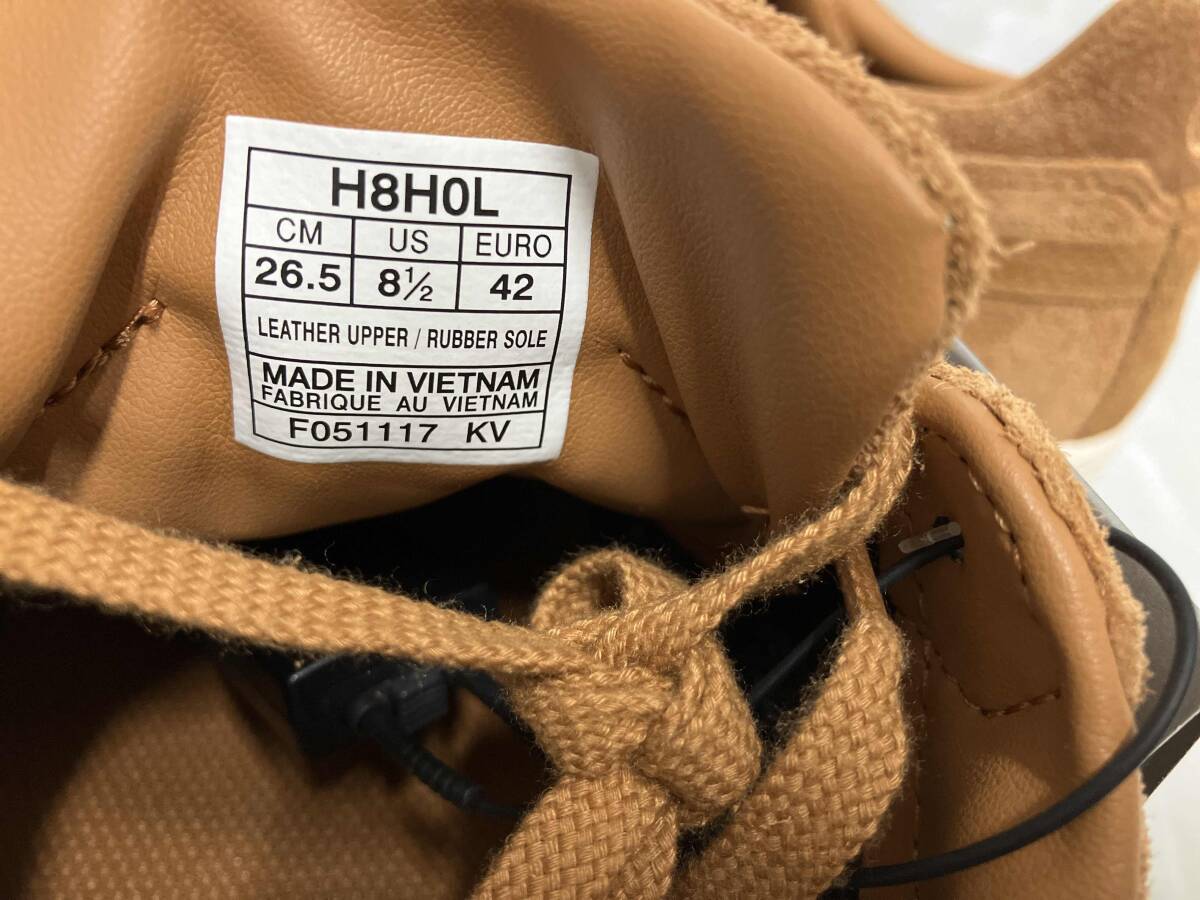 H8H0L
CM US EURO
26.5 8½ 42
LEATHER UPPER / RUBBER SOLE
MADE IN VIETNAM
FABRIQUE AU VIETNAM
F051117 KV